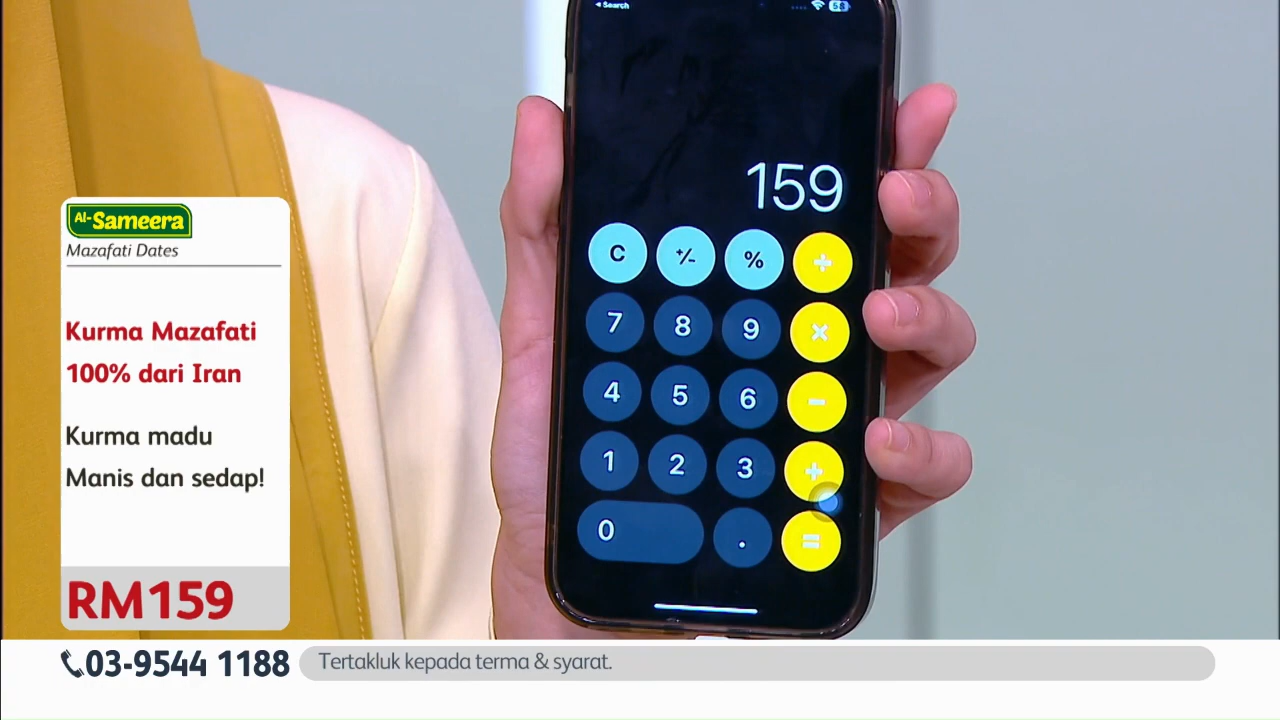 Search
58
159
C
+/-
%
÷
7
8
9
×
4
5
6
−
1
2
3
+
0
.
=
Al-Sameera
Mazafati Dates
Kurma Mazafati
100% dari Iran
Kurma madu
Manis dan sedap!
RM159
03-9544 1188
Tertakluk kepada terma & syarat.